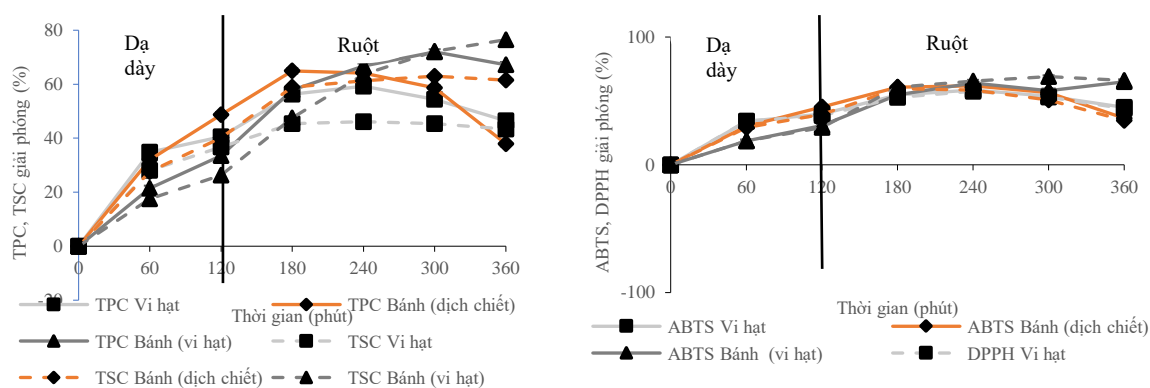 TPC, TSC giải phóng (%)
80
60
40
20
0
-20
Dạ
dày
Ruột
0
60
120
180
240
300
360
Thời gian (phút)
TPC Vi hạt
TPC Bánh (dịch chiết)
TPC Bánh (vi hạt)
TSC Vi hạt
TSC Bánh (dịch chiết)
TSC Bánh (vi hạt)
ABTS, DPPH giải phóng (%)
100
0
-100
Dạ
dày
Ruột
0
60
120
180
240
300
360
Thời gian (phút)
ABTS Vi hạt
ABTS Bánh (dịch chiết)
ABTS Bánh (vi hạt)
DPPH Vi hạt